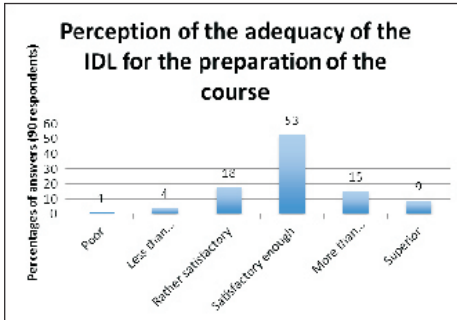 Perception of the adequacy of the
IDL for the preparation of the
course
Percentages of answers (90 respondents)
60
50
40
30
20
10
0
1
4
18
53
15
9
Poor
Less than...
Rather satisfactory
Satisfactory enough
More than...
Superior